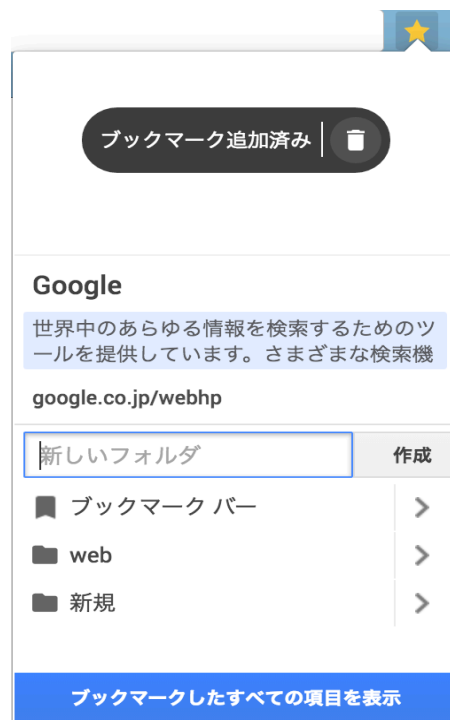 ブックマーク追加済み
Google
世界中のあらゆる情報を検索するためのツ
ールを提供しています。さまざまな検索機
google.co.jp/webhp
新しいフォルダ 作成
ブックマーク バー
web
新規
ブックマークしたすべての項目を表示